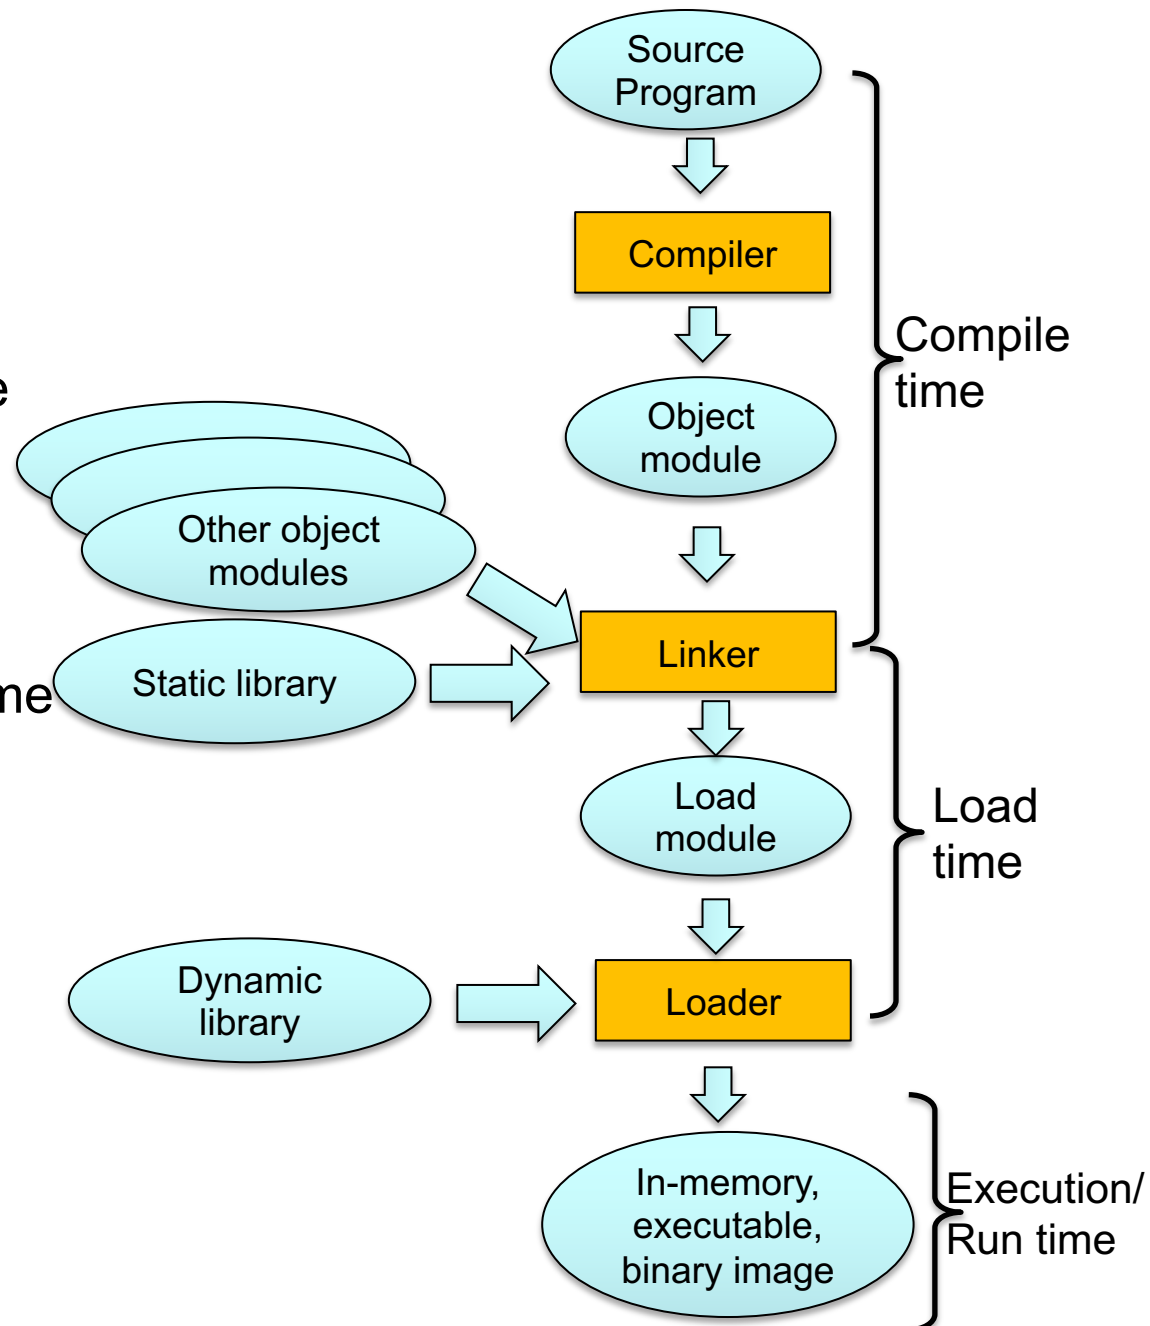 Source
Program
Compiler
Compile
time
Object
module
e
Other object
modules
Linker
Static library
me
Load
module
Load
time
Dynamic
library
Loader
In-memory,
executable,
binary image
Execution/
Run time